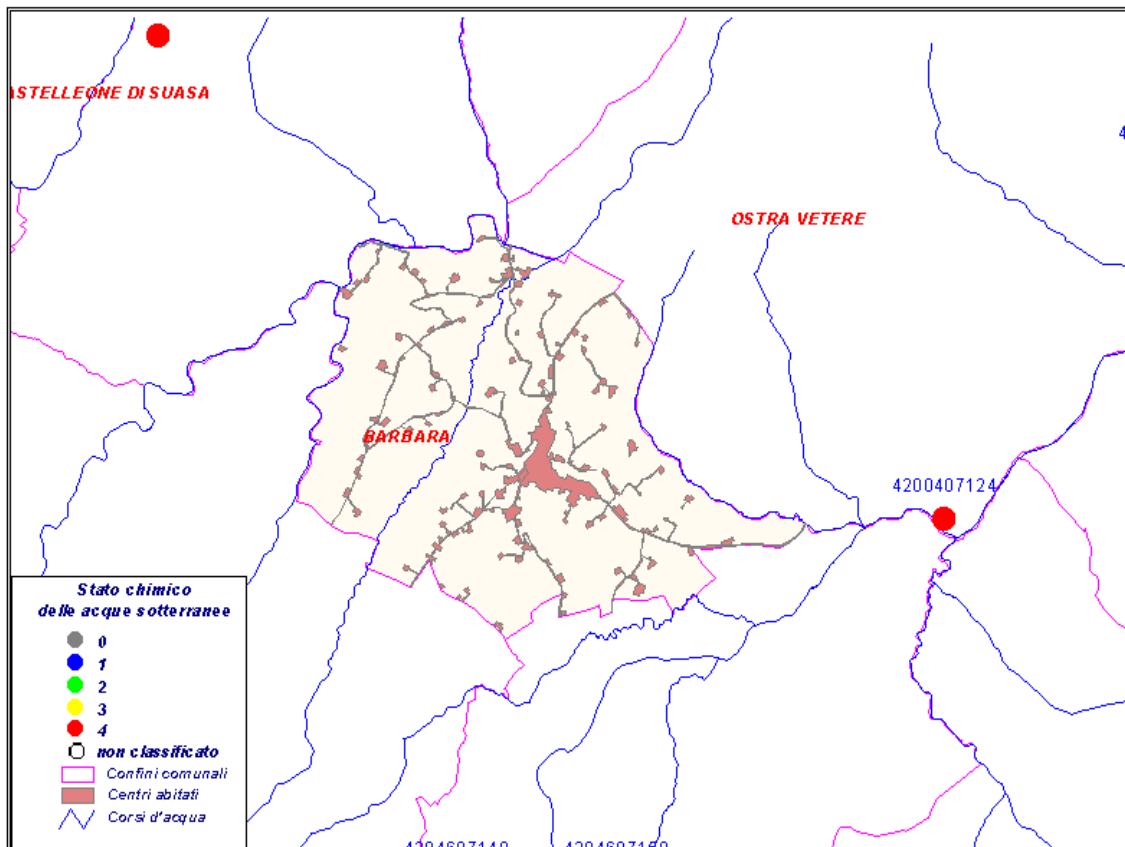 ASTELLEONE DI SUASA
4
OSTRA VETERE
BARBARA
4200407124
Stato chimico
delle acque sotterranee
0
1
2
3
4
non classificato
Confini comunali
Centri abitati
Corsi d'acqua